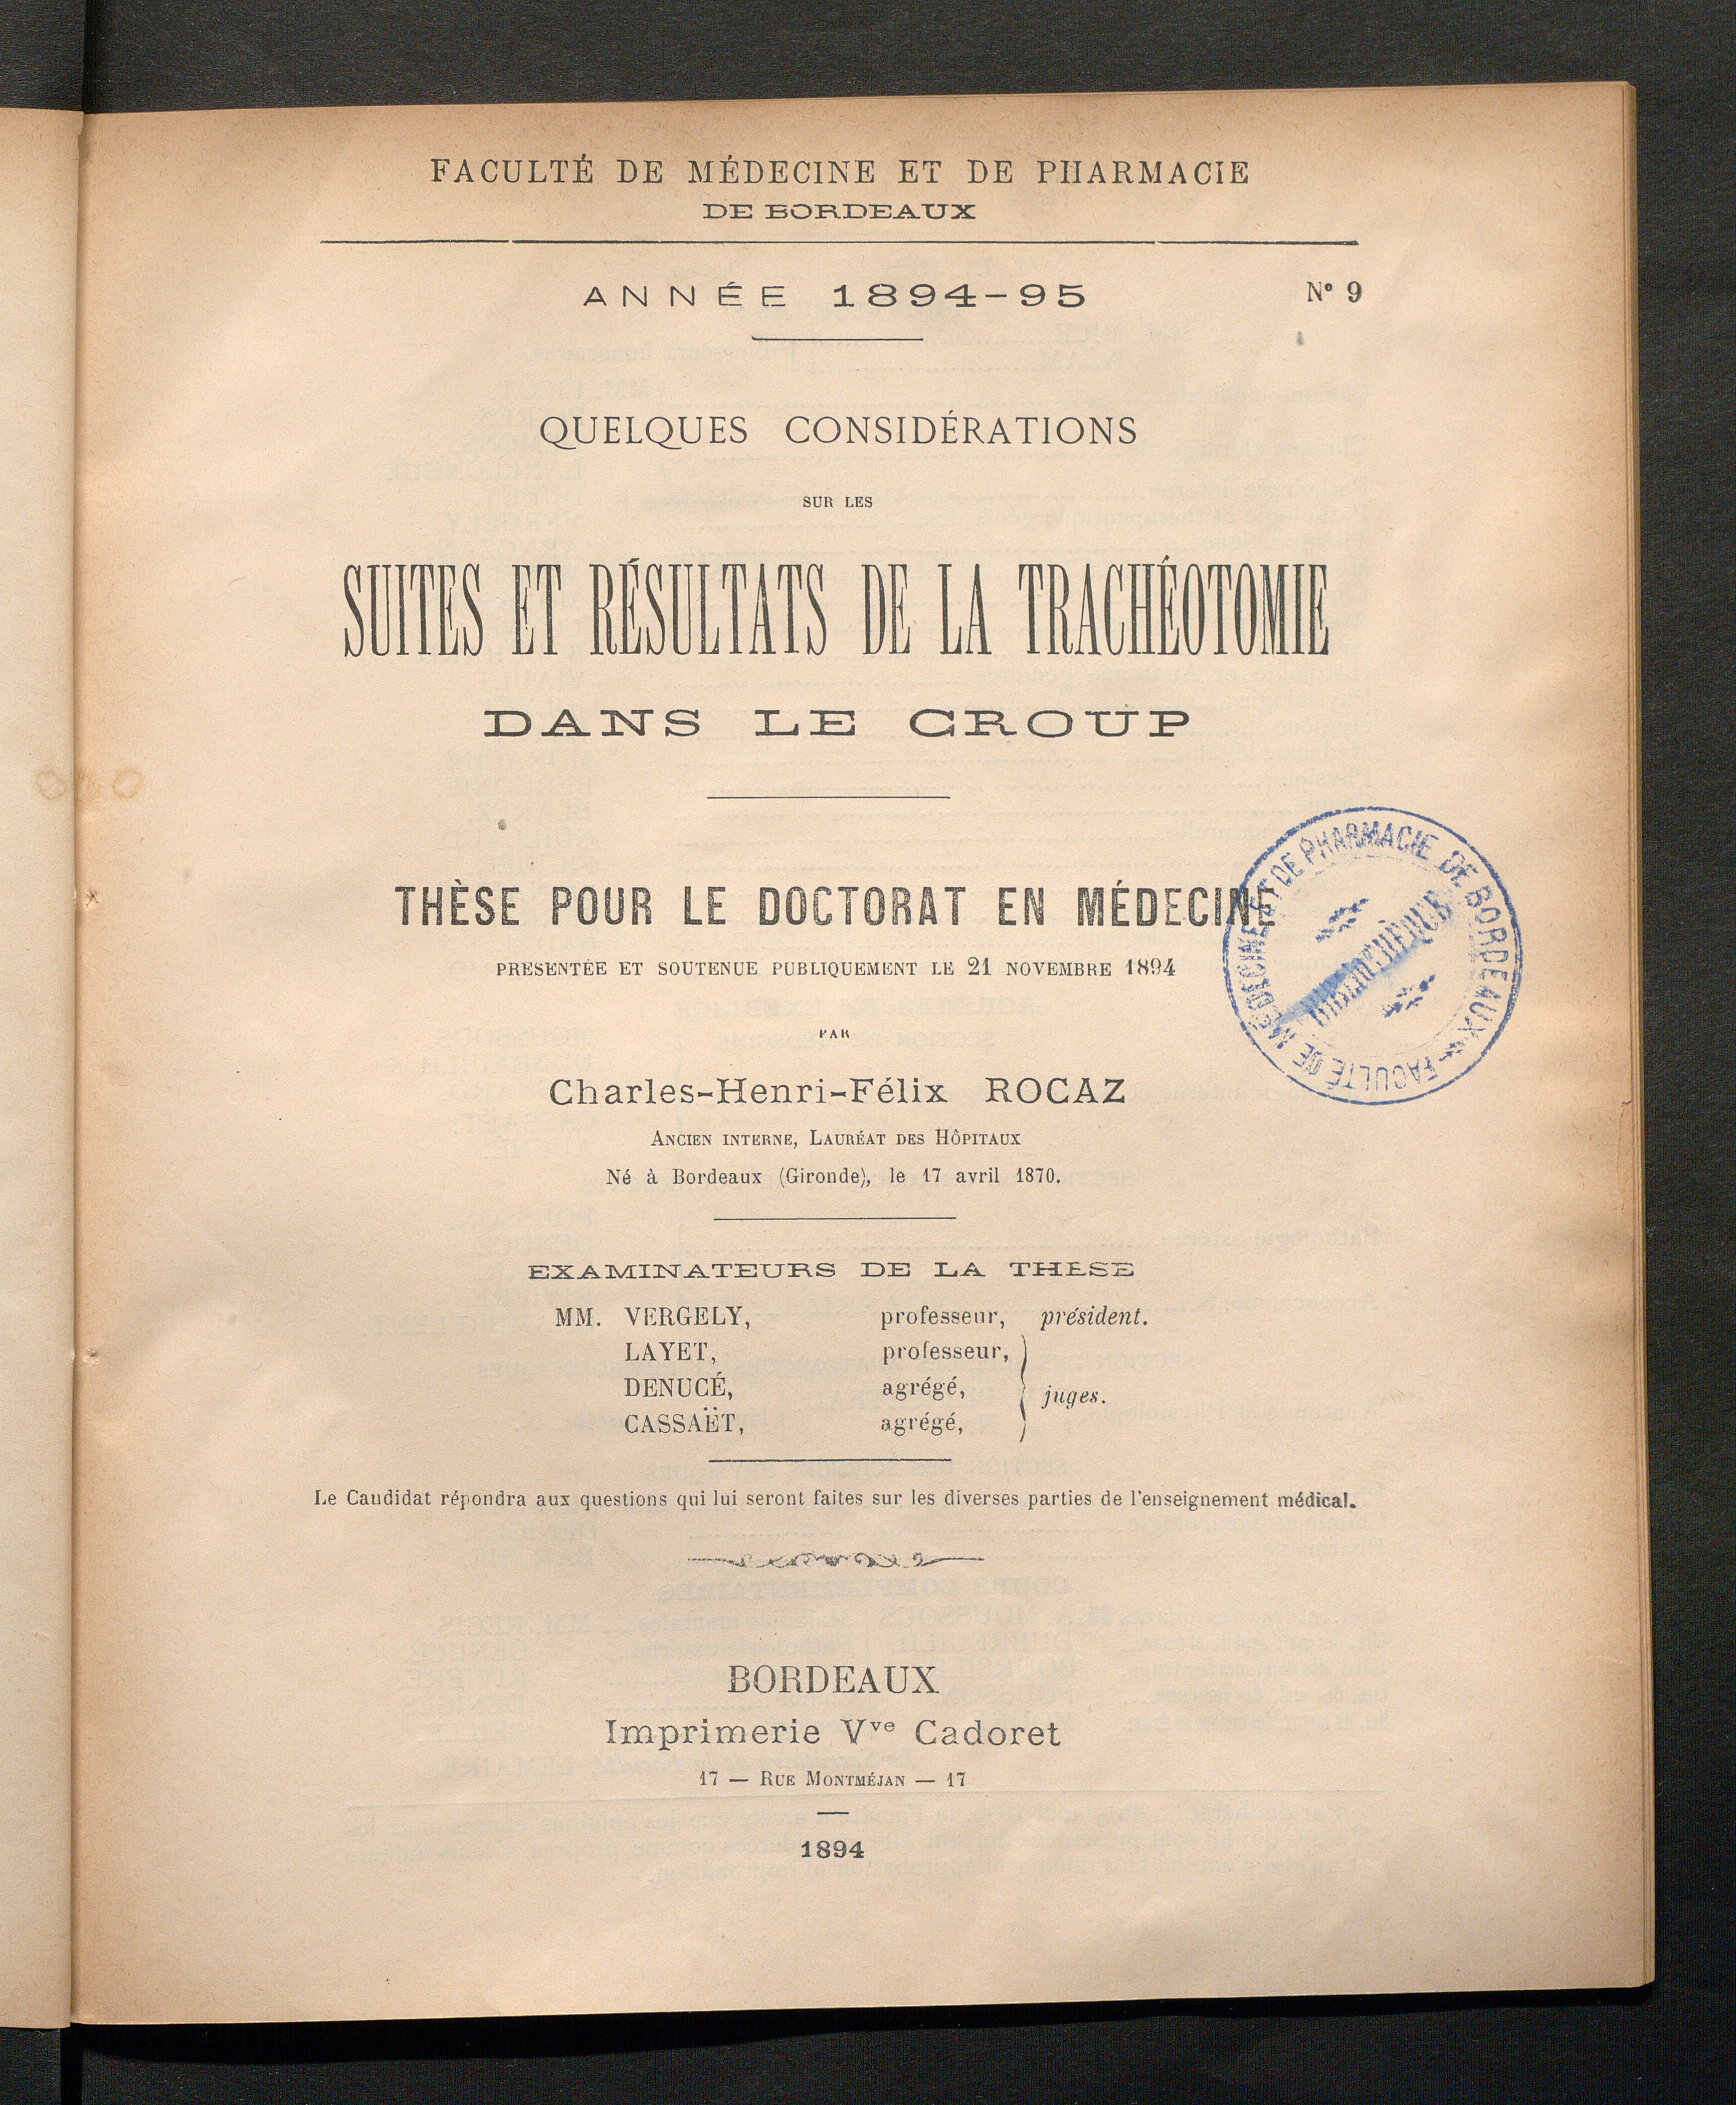 FACULTÉ DE MÉDECINE ET DE PHARMACIE
DE BORDEAUX
ANNÉE 1894-95
N° 9
QUELQUES CONSIDÉRATIONS
SUR LES
SUITES ET RÉSULTATS DE LA TRACHÉOTOMIE
DANS LE CROUP
THÈSE POUR LE DOCTORAT EN MÉDECINE
PRÉSENTÉE ET SOUTENUE PUBLIQUEMENT LE 21 NOVEMBRE 1894
PAR
Charles-Henri-Félix ROCAZ
ANCIEN INTERNE, LAURÉAT DES HÔPITAUX
Né à Bordeaux (Gironde), le 17 avril 1870.
FACULTÉ DE MÉDECINE ET DE PHARMACIE DE BORDEAUX
BIBLIOTHÈQUE
EXAMINATEURS DE LA THÈSE
MM. VERGELY, professeur, président.
LAYET, professeur,
DENUCÉ, agrégé, juges.
CASSAËT, agrégé,
Le Candidat répondra aux questions qui lui seront faites sur les diverses parties de l'enseignement médical.
BORDEAUX
Imprimerie Vve Cadoret
17 — RUE MONTMÉJAN — 17
1894